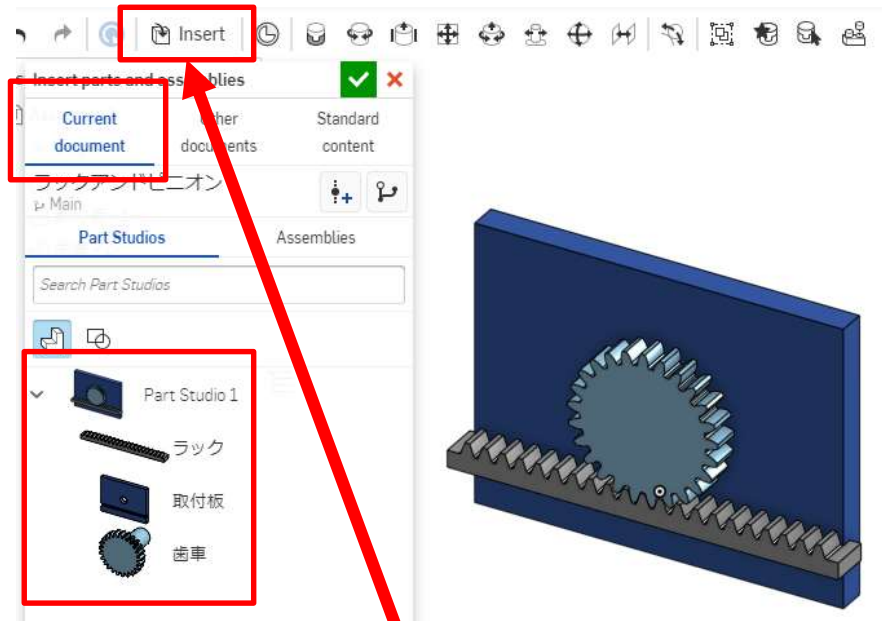 Insert
Insert parts and assemblies
Current document
Other documents
Standard content
ラックアンドピニオン
Main
Part Studios
Assemblies
Search Part Studios
Part Studio 1
ラック
取付板
歯車